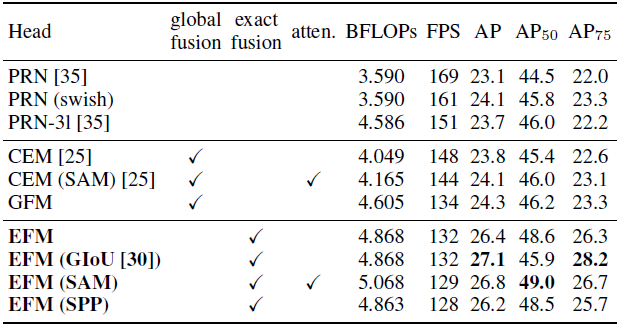 Head global fusion exact fusion atten. BFLOPs FPS AP AP50 AP75
PRN [35] 3.590 169 23.1 44.5 22.0
PRN (swish) 3.590 161 24.1 45.8 23.3
PRN-3l [35] 4.586 151 23.7 46.0 22.2
CEM [25] ✓ 4.049 148 23.8 45.4 22.6
CEM (SAM) [25] ✓ ✓ 4.165 144 24.1 46.0 23.1
GFM ✓ 4.605 134 24.3 46.2 23.3
EFM ✓ 4.868 132 26.4 48.6 26.3
EFM (GIoU [30]) ✓ 4.868 132 27.1 45.9 28.2
EFM (SAM) ✓ ✓ 5.068 129 26.8 49.0 26.7
EFM (SPP) ✓ 4.863 128 26.2 48.5 25.7